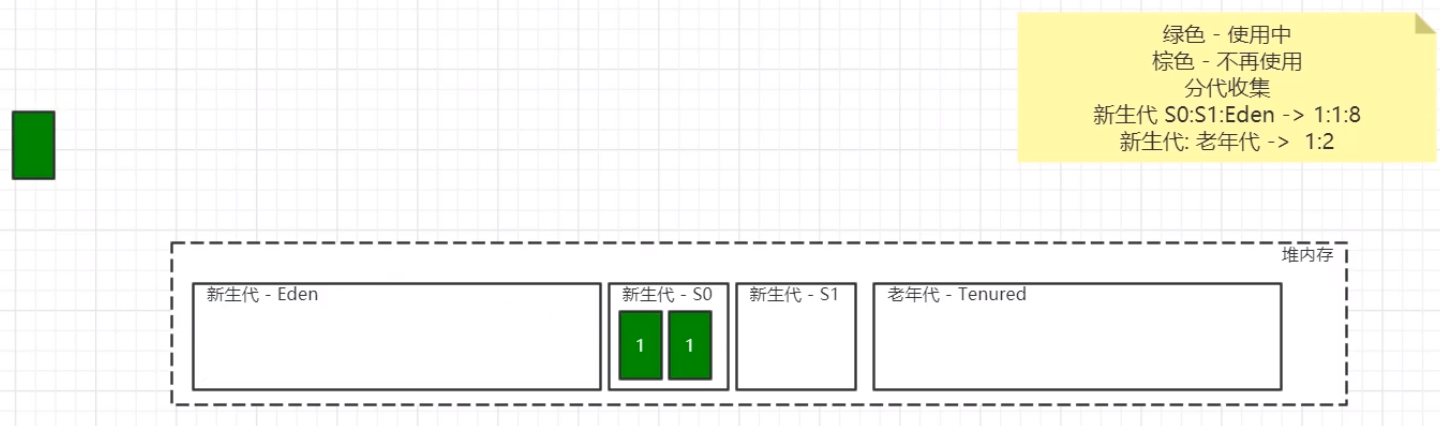 绿色 - 使用中
棕色 - 不再使用
分代收集
新生代 S0:S1:Eden -> 1:1:8
新生代: 老年代 -> 1:2
堆内存
新生代 - Eden
新生代 - S0
新生代 - S1
老年代 - Tenured
1
1